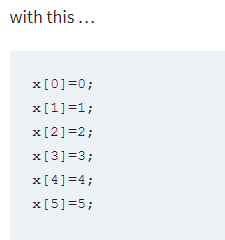 with this …
x[0]=0;
x[1]=1;
x[2]=2;
x[3]=3;
x[4]=4;
x[5]=5;